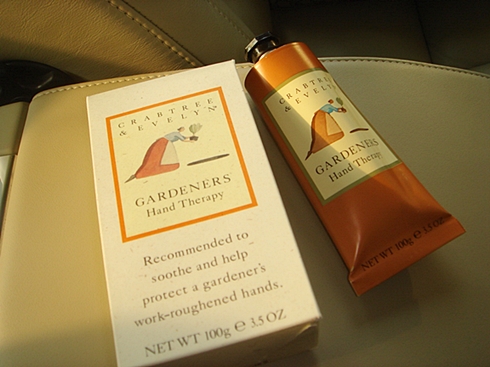 CRABTREE
& EVELYN®
GARDENERS
Hand Therapy
Recommended to
soothe and help
protect a gardener's
work-roughened hands.
NET WT 100g ℮ 3.5 OZ
CRABTREE
& EVELYN
GARDENERS
Hand Therapy
NET WT 100g ℮ 3.5 OZ